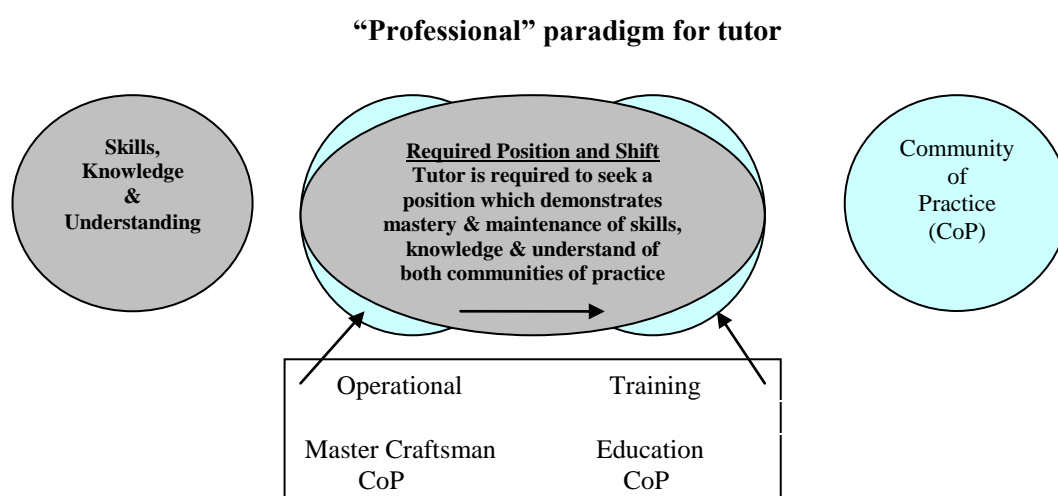 “Professional” paradigm for tutor
Skills,
Knowledge
&
Understanding
Required Position and Shift
Tutor is required to seek a
position which demonstrates
mastery & maintenance of skills,
knowledge & understand of
both communities of practice
Community
of
Practice
(CoP)
Operational
Training
Master Craftsman
CoP
Education
CoP